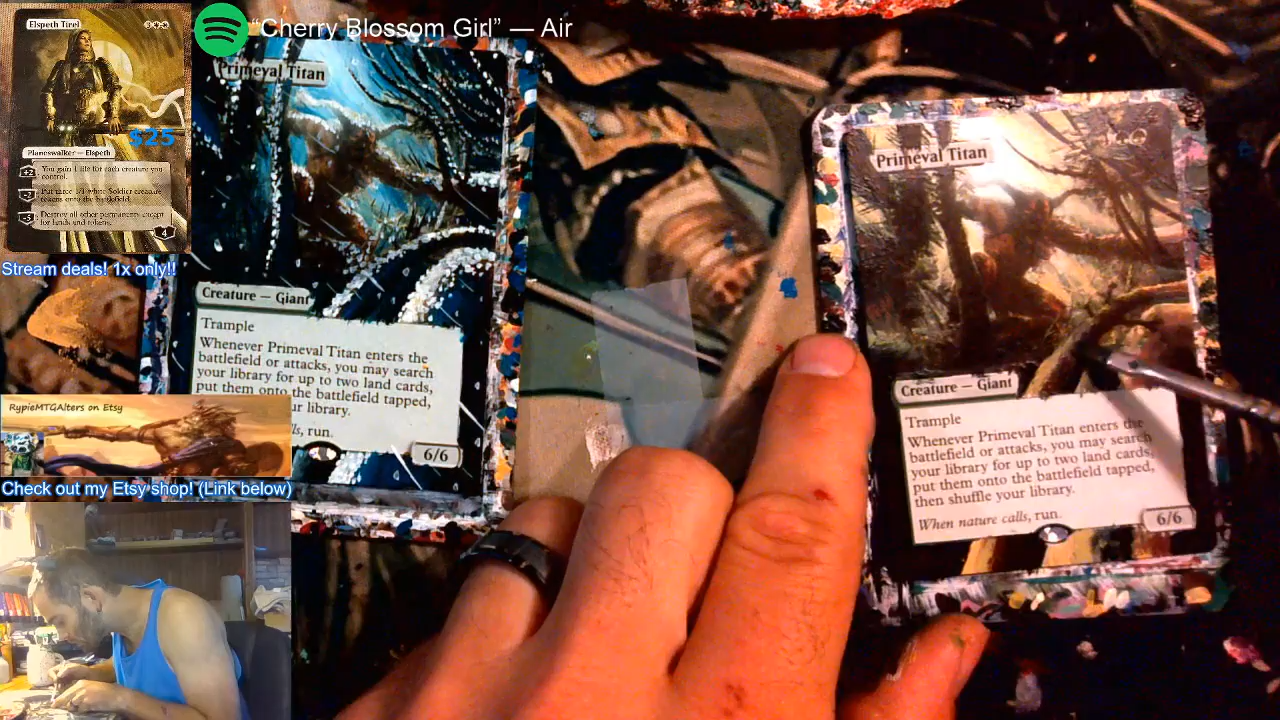 Elspeth Tirel
"Cherry Blossom Girl" — Air
$25
Planeswalker — Elspeth
You gain 1 life for each creature you
control.
tokens onto the battlefield.
Destroy all other permanents except
for lands and tokens.
4
Stream deals! 1x only!!
RypieMTGAlters on Etsy
Check out my Etsy shop! (Link below)
Primeval Titan
Creature — Giant
Trample
Whenever Primeval Titan enters the
battlefield or attacks, you may search
your library for up to two land cards,
put them onto the battlefield tapped,
ur library.
lls, run.
6/6
Primeval Titan
Creature — Giant
Trample
Whenever Primeval Titan enters the
battlefield or attacks, you may search
your library for up to two land cards,
put them onto the battlefield tapped,
then shuffle your library.
When nature calls, run.
6/6